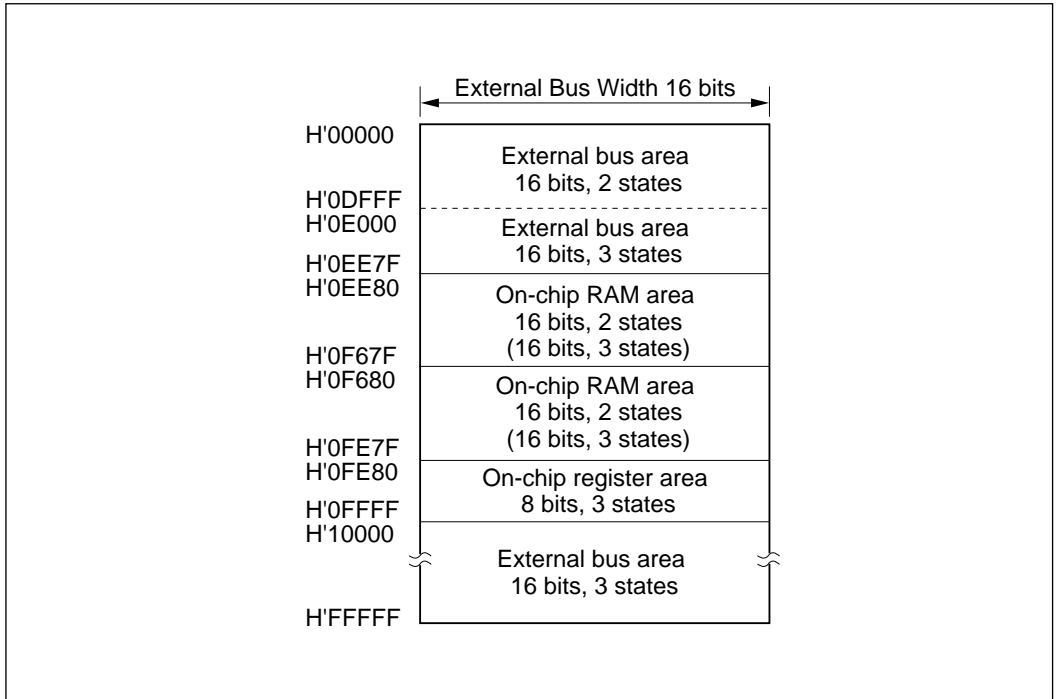 External Bus Width 16 bits
H'00000
External bus area
16 bits, 2 states
H'0DFFF
H'0E000
External bus area
16 bits, 3 states
H'0EE7F
H'0EE80
On-chip RAM area
16 bits, 2 states
(16 bits, 3 states)
H'0F67F
H'0F680
On-chip RAM area
16 bits, 2 states
(16 bits, 3 states)
H'0FE7F
H'0FE80
On-chip register area
8 bits, 3 states
H'0FFFF
H'10000
External bus area
16 bits, 3 states
H'FFFFF